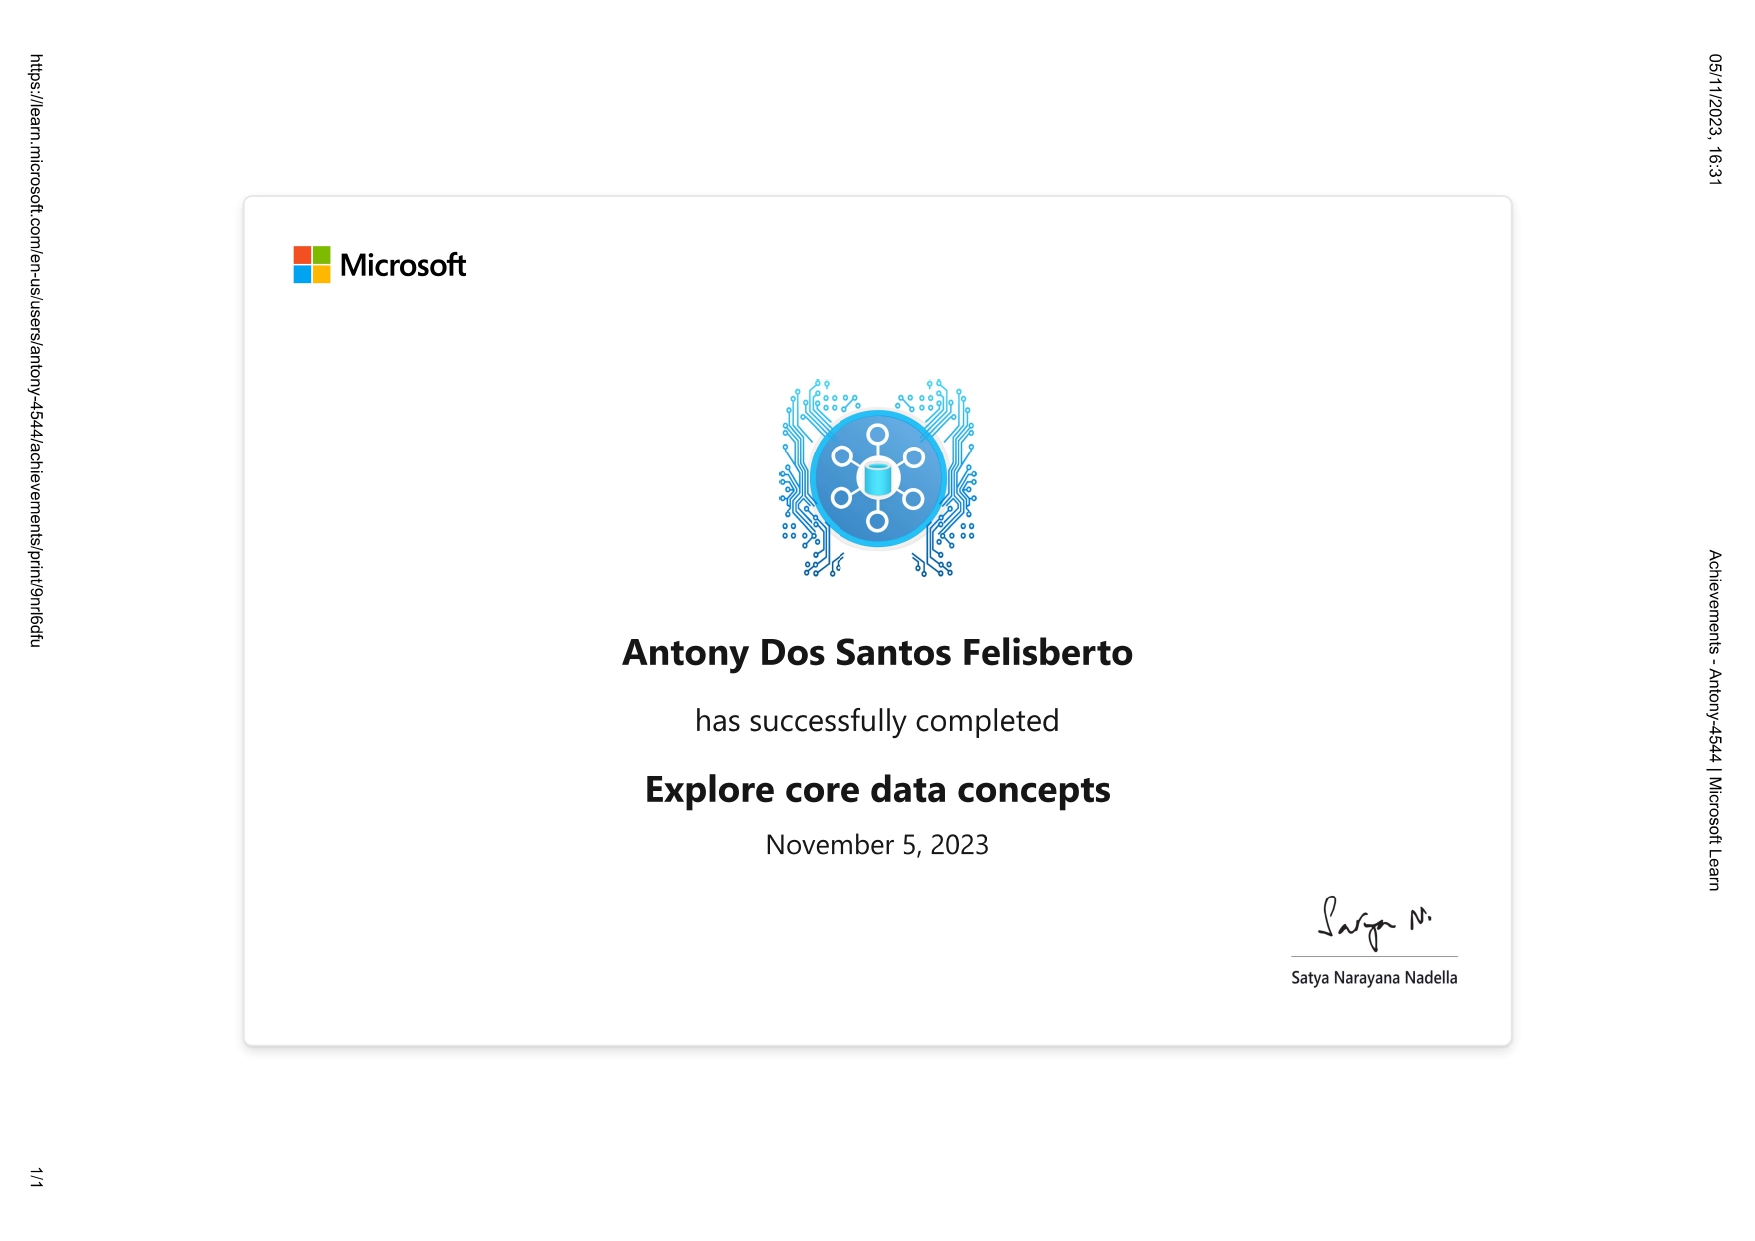 05/11/2023, 16:31
Achievements - Antony-4544 | Microsoft Learn
Microsoft
Antony Dos Santos Felisberto
has successfully completed
Explore core data concepts
November 5, 2023
Satya N.
Satya Narayana Nadella
https://learn.microsoft.com/en-us/users/antony-4544/achievements/print/9nrl6dfu
1/1